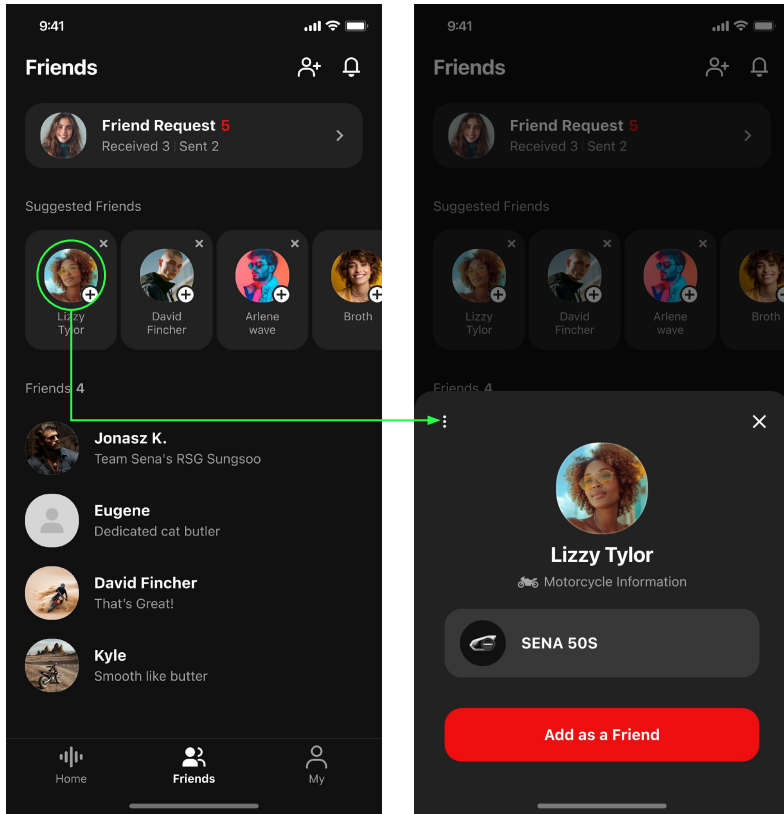 9:41
Friends
Friend Request 5
Received 3 | Sent 2
Suggested Friends
Lizzy
Tylor
David
Fincher
Arlene
wave
Broth
Friends 4
Jonasz K.
Team Sena's RSG Sungsoo
Eugene
Dedicated cat butler
David Fincher
That's Great!
Kyle
Smooth like butter
Home
Friends
My
9:41
Friends
Friend Request 5
Received 3 | Sent 2
Suggested Friends
Lizzy
Tylor
David
Fincher
Arlene
wave
Broth
Friends 4
Lizzy Tylor
Motorcycle Information
SENA 50S
Add as a Friend